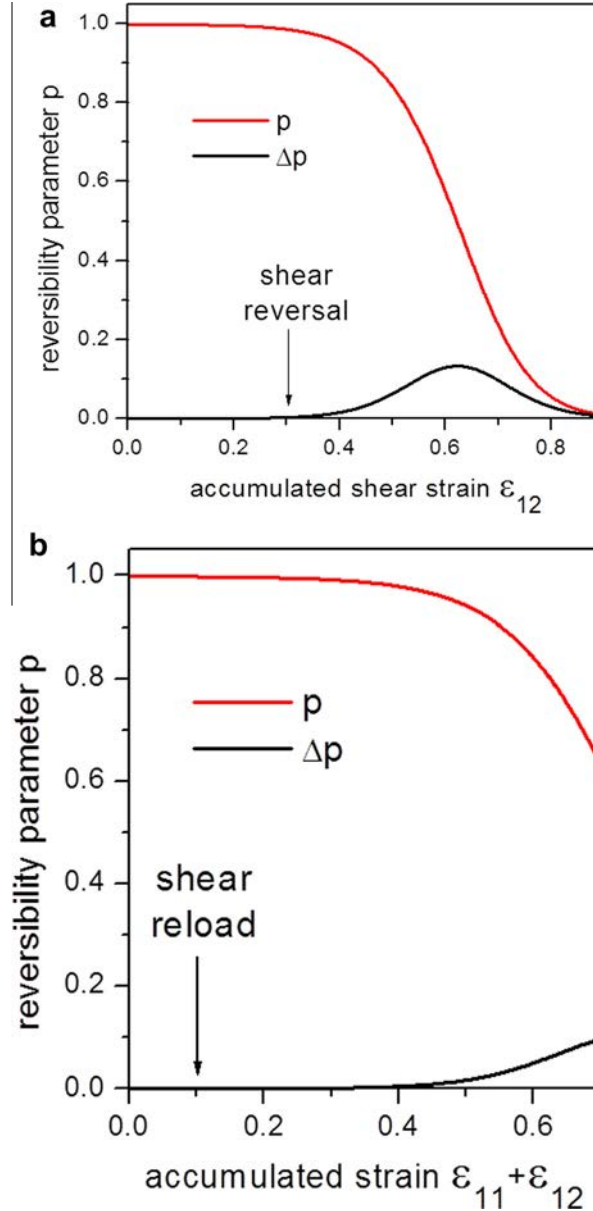 a
1.0
0.8
0.6
0.4
0.2
0.0
reversibility parameter p
p
Δp
shear
reversal
0.0 0.2 0.4 0.6 0.8
accumulated shear strain ε12
b
1.0
0.8
0.6
0.4
0.2
0.0
reversibility parameter p
p
Δp
shear
reload
0.0 0.2 0.4 0.6
accumulated strain ε11+ε12